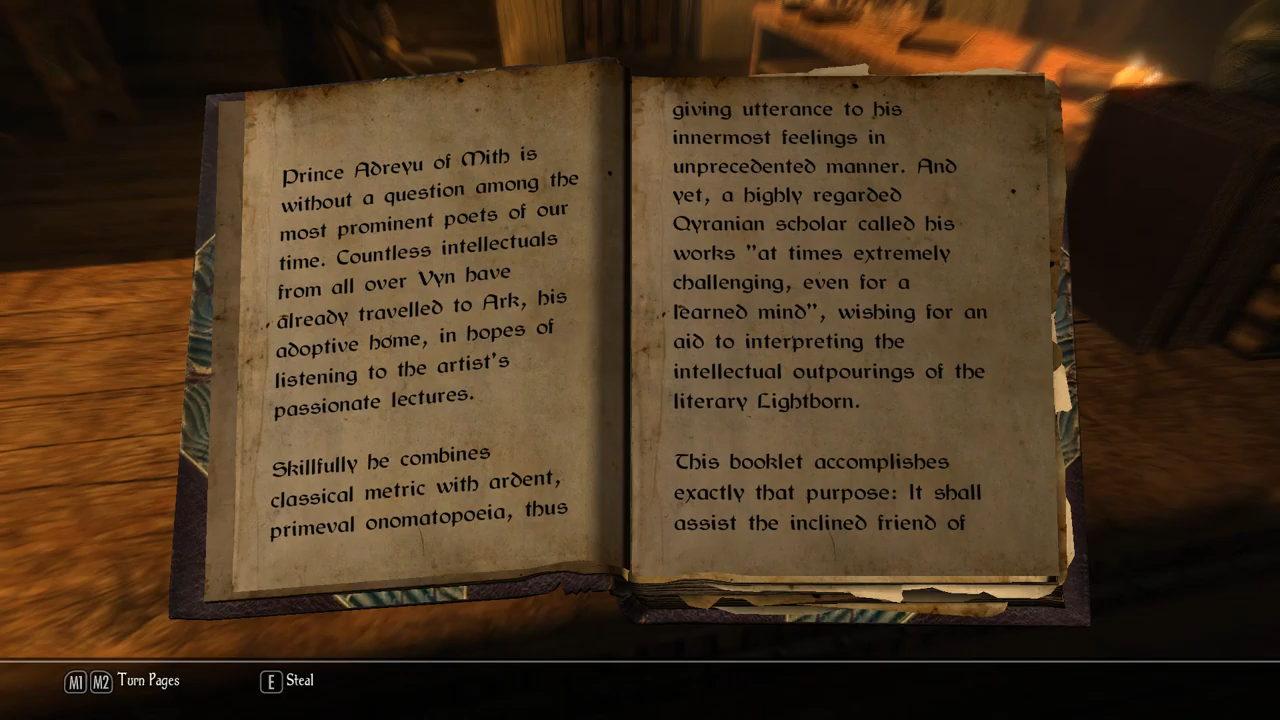 Prince Adreyu of Mith is
without a question among the
most prominent poets of our
time. Countless intellectuals
from all over Vyn have
already travelled to Ark, his
adoptive home, in hopes of
listening to the artist's
passionate lectures.
Skillfully he combines
classical metric with ardent,
primeval onomatopoeia, thus
giving utterance to his
innermost feelings in
unprecedented manner. And
yet, a highly regarded
Qyranian scholar called his
works "at times extremely
challenging, even for a
learned mind", wishing for an
aid to interpreting the
intellectual outpourings of the
literary Lightborn.
This booklet accomplishes
exactly that purpose: It shall
assist the inclined friend of
M1 M2 Turn Pages E Steal